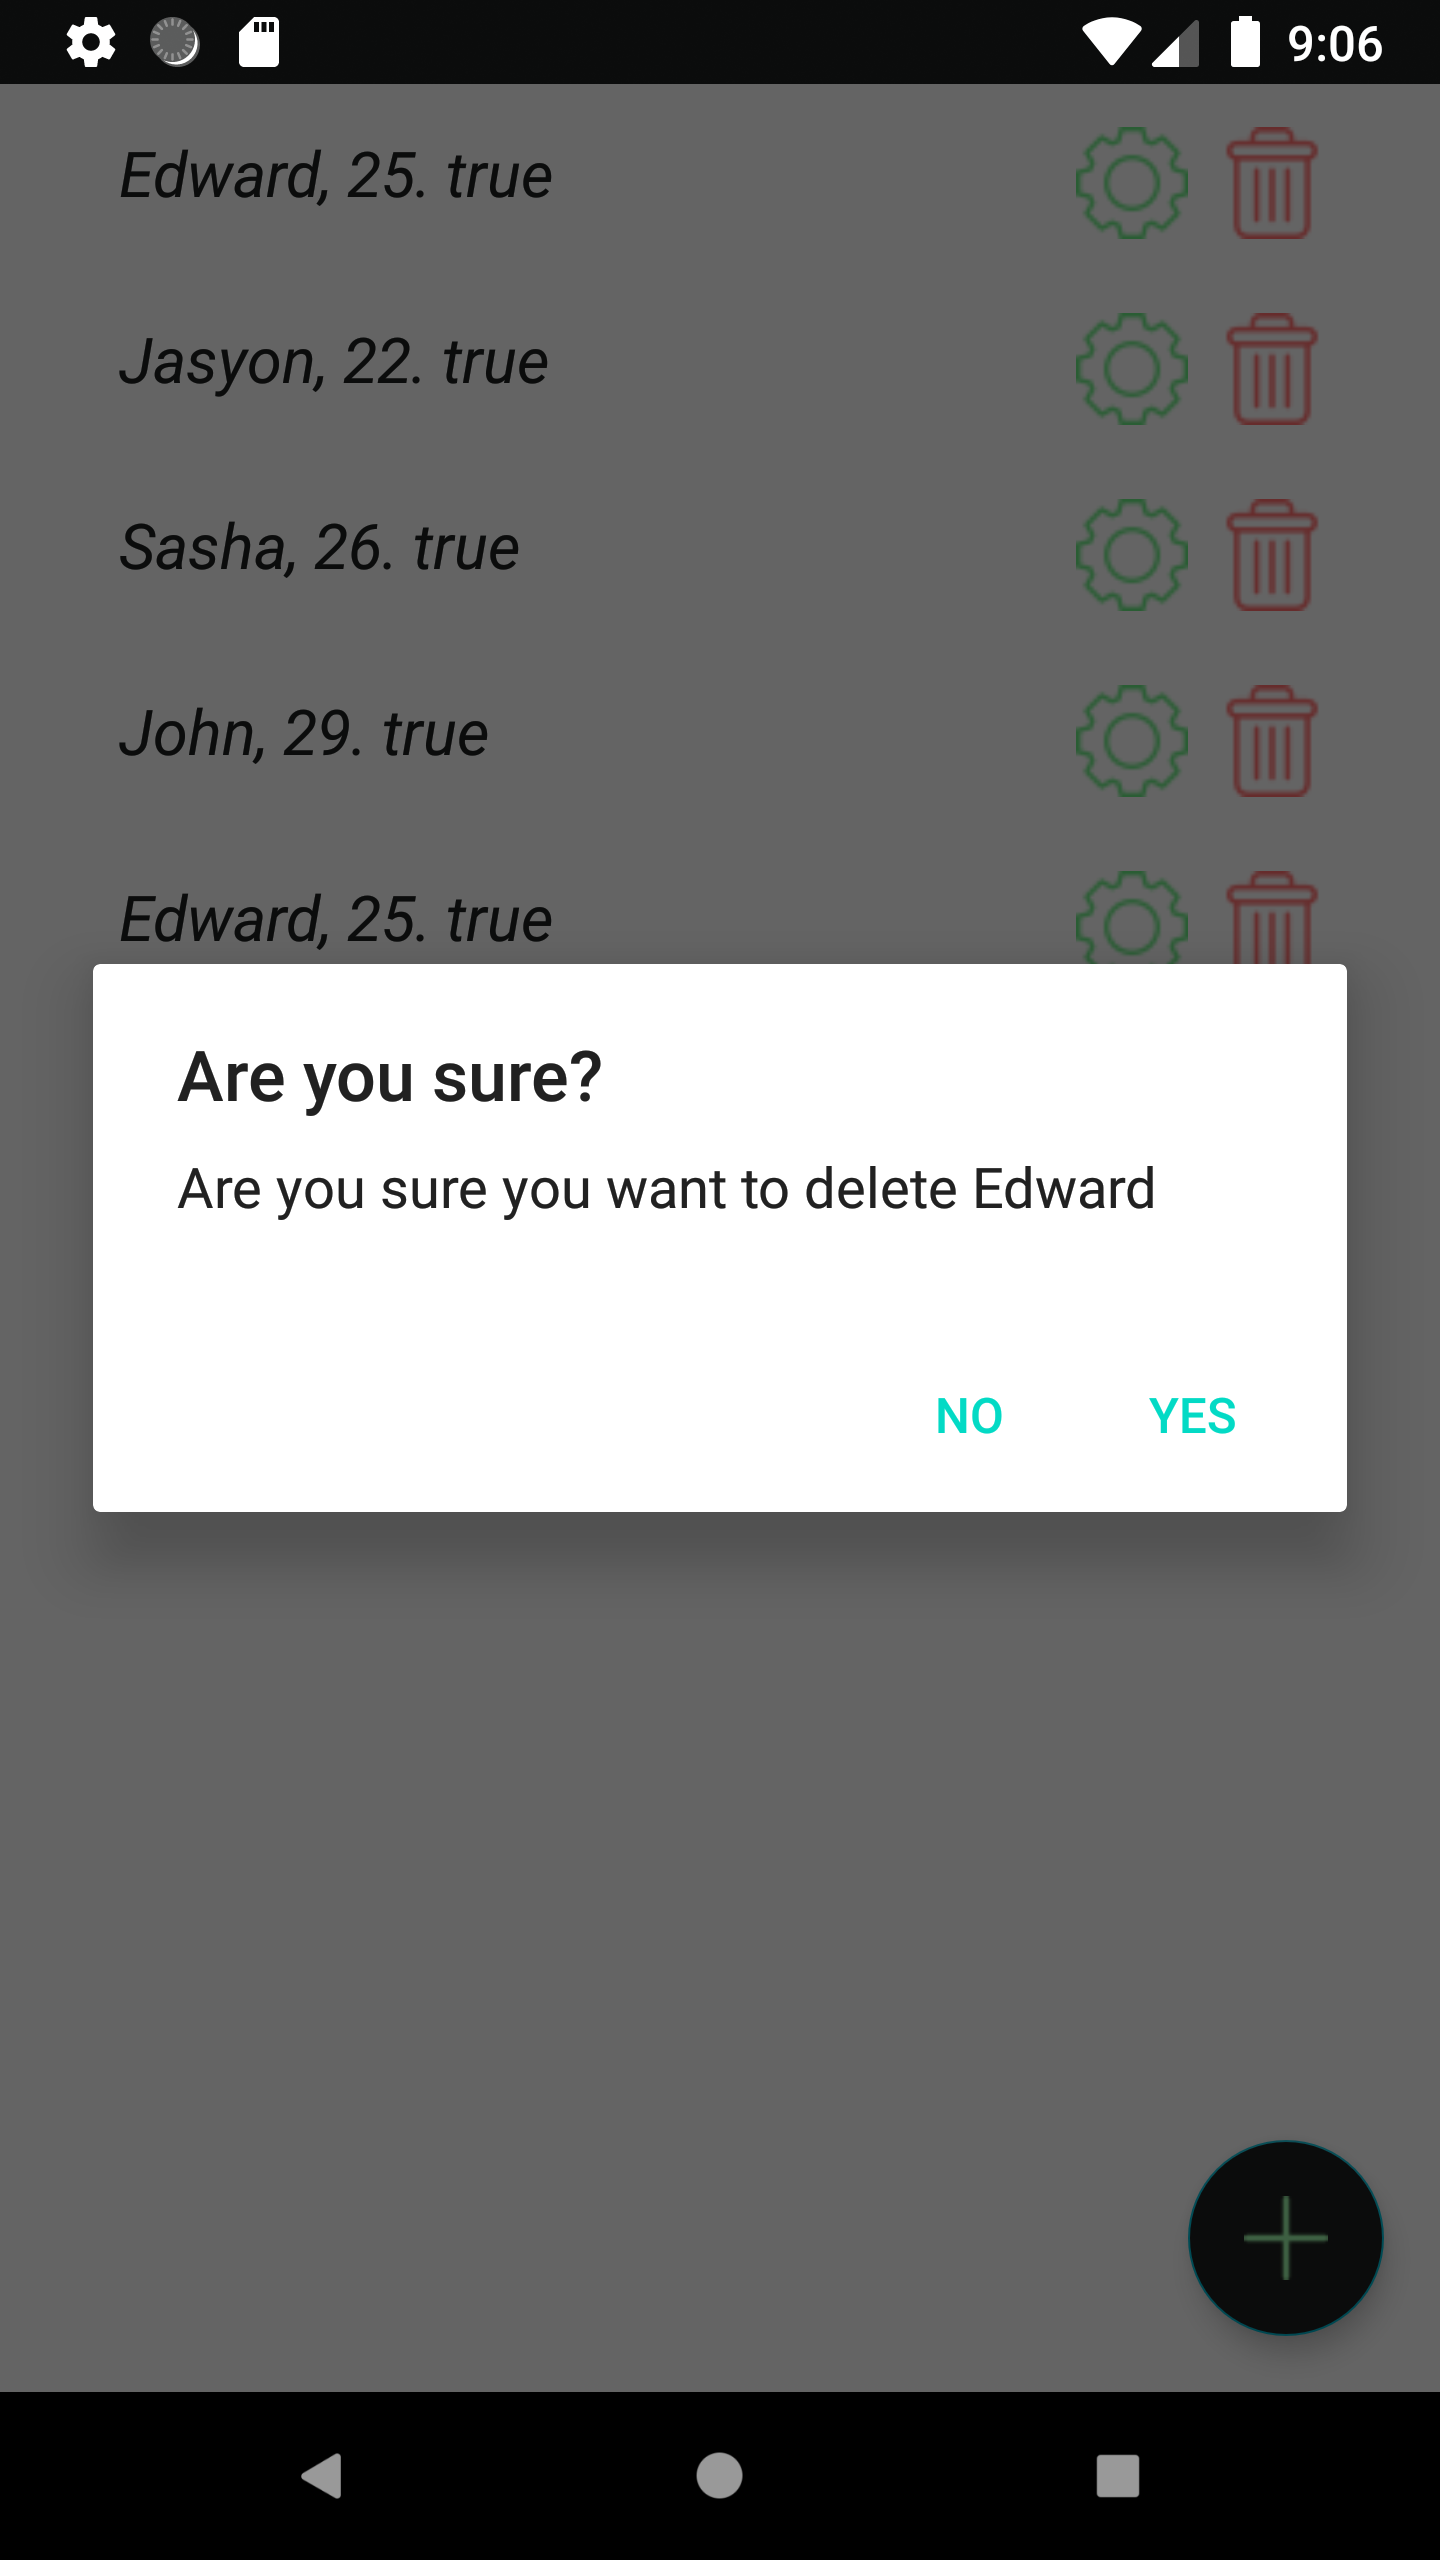 9:06
Edward, 25. true
Jasyon, 22. true
Sasha, 26. true
John, 29. true
Edward, 25. true
Are you sure?
Are you sure you want to delete Edward
NO YES